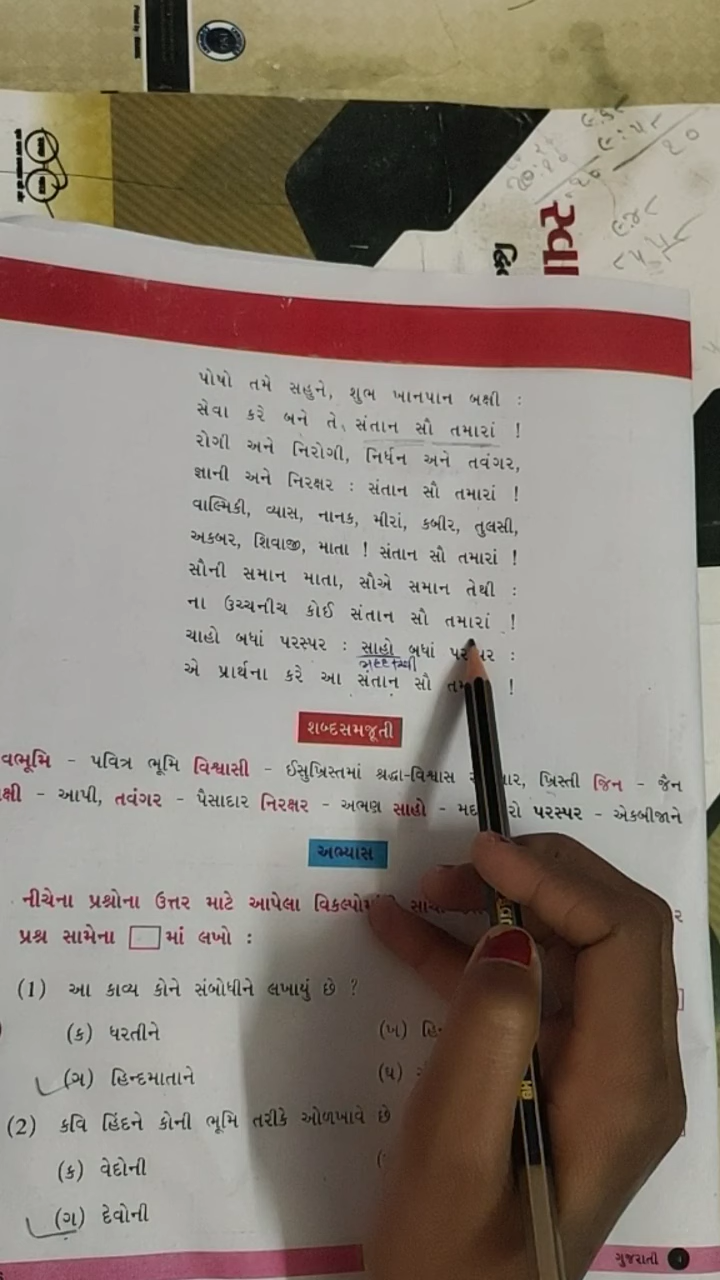 સ્વા
પોષો તમે સહુને, શુભ ખાનપાન બક્ષી :
સેવા કરે બને તે, સંતાન સૌ તમારાં !
રોગી અને નિરોગી, નિર્ધન અને તવંગર,
જ્ઞાની અને નિરક્ષર : સંતાન સૌ તમારાં !
વાલ્મિકી, વ્યાસ, નાનક, મીરાં, કબીર, તુલસી,
અકબર, શિવાજી, માતા ! સંતાન સૌ તમારાં !
સૌની સમાન માતા, સૌએ સમાન તેથી :
ના ઉચ્ચનીચ કોઈ સંતાન સૌ તમારાં !
ચાહો બધાં પરસ્પર : સાહો બધાં :
એ પ્રાર્થના કરે આ સંતાન સૌ !
શબ્દસમજૂતી
વભૂમિ - પવિત્ર ભૂમિ વિશ્વાસી - ઈસુખ્રિસ્તમાં શ્રદ્ધા-વિશ્વાસ નાર, ખ્રિસ્તી જિન - જૈન
ક્ષી - આપી, તવંગર - પૈસાદાર નિરક્ષર - અભણ સાહો - મદ રો પરસ્પર - એકબીજાને
અભ્યાસ
નીચેના પ્રશ્નોના ઉત્તર માટે આપેલા
પ્રશ્ન સામેના માં લખો :
(1) આ કાવ્ય કોને સંબોધીને લખાયું છે ?
(ક) ધરતીને (ખ)
(ગ) હિન્દમાતાને (ઘ)
(2) કવિ હિંદને કોની ભૂમિ તરીકે ઓળખાવે છે
(ક) વેદોની
(ગ) દેવોની
ગુજરાતી